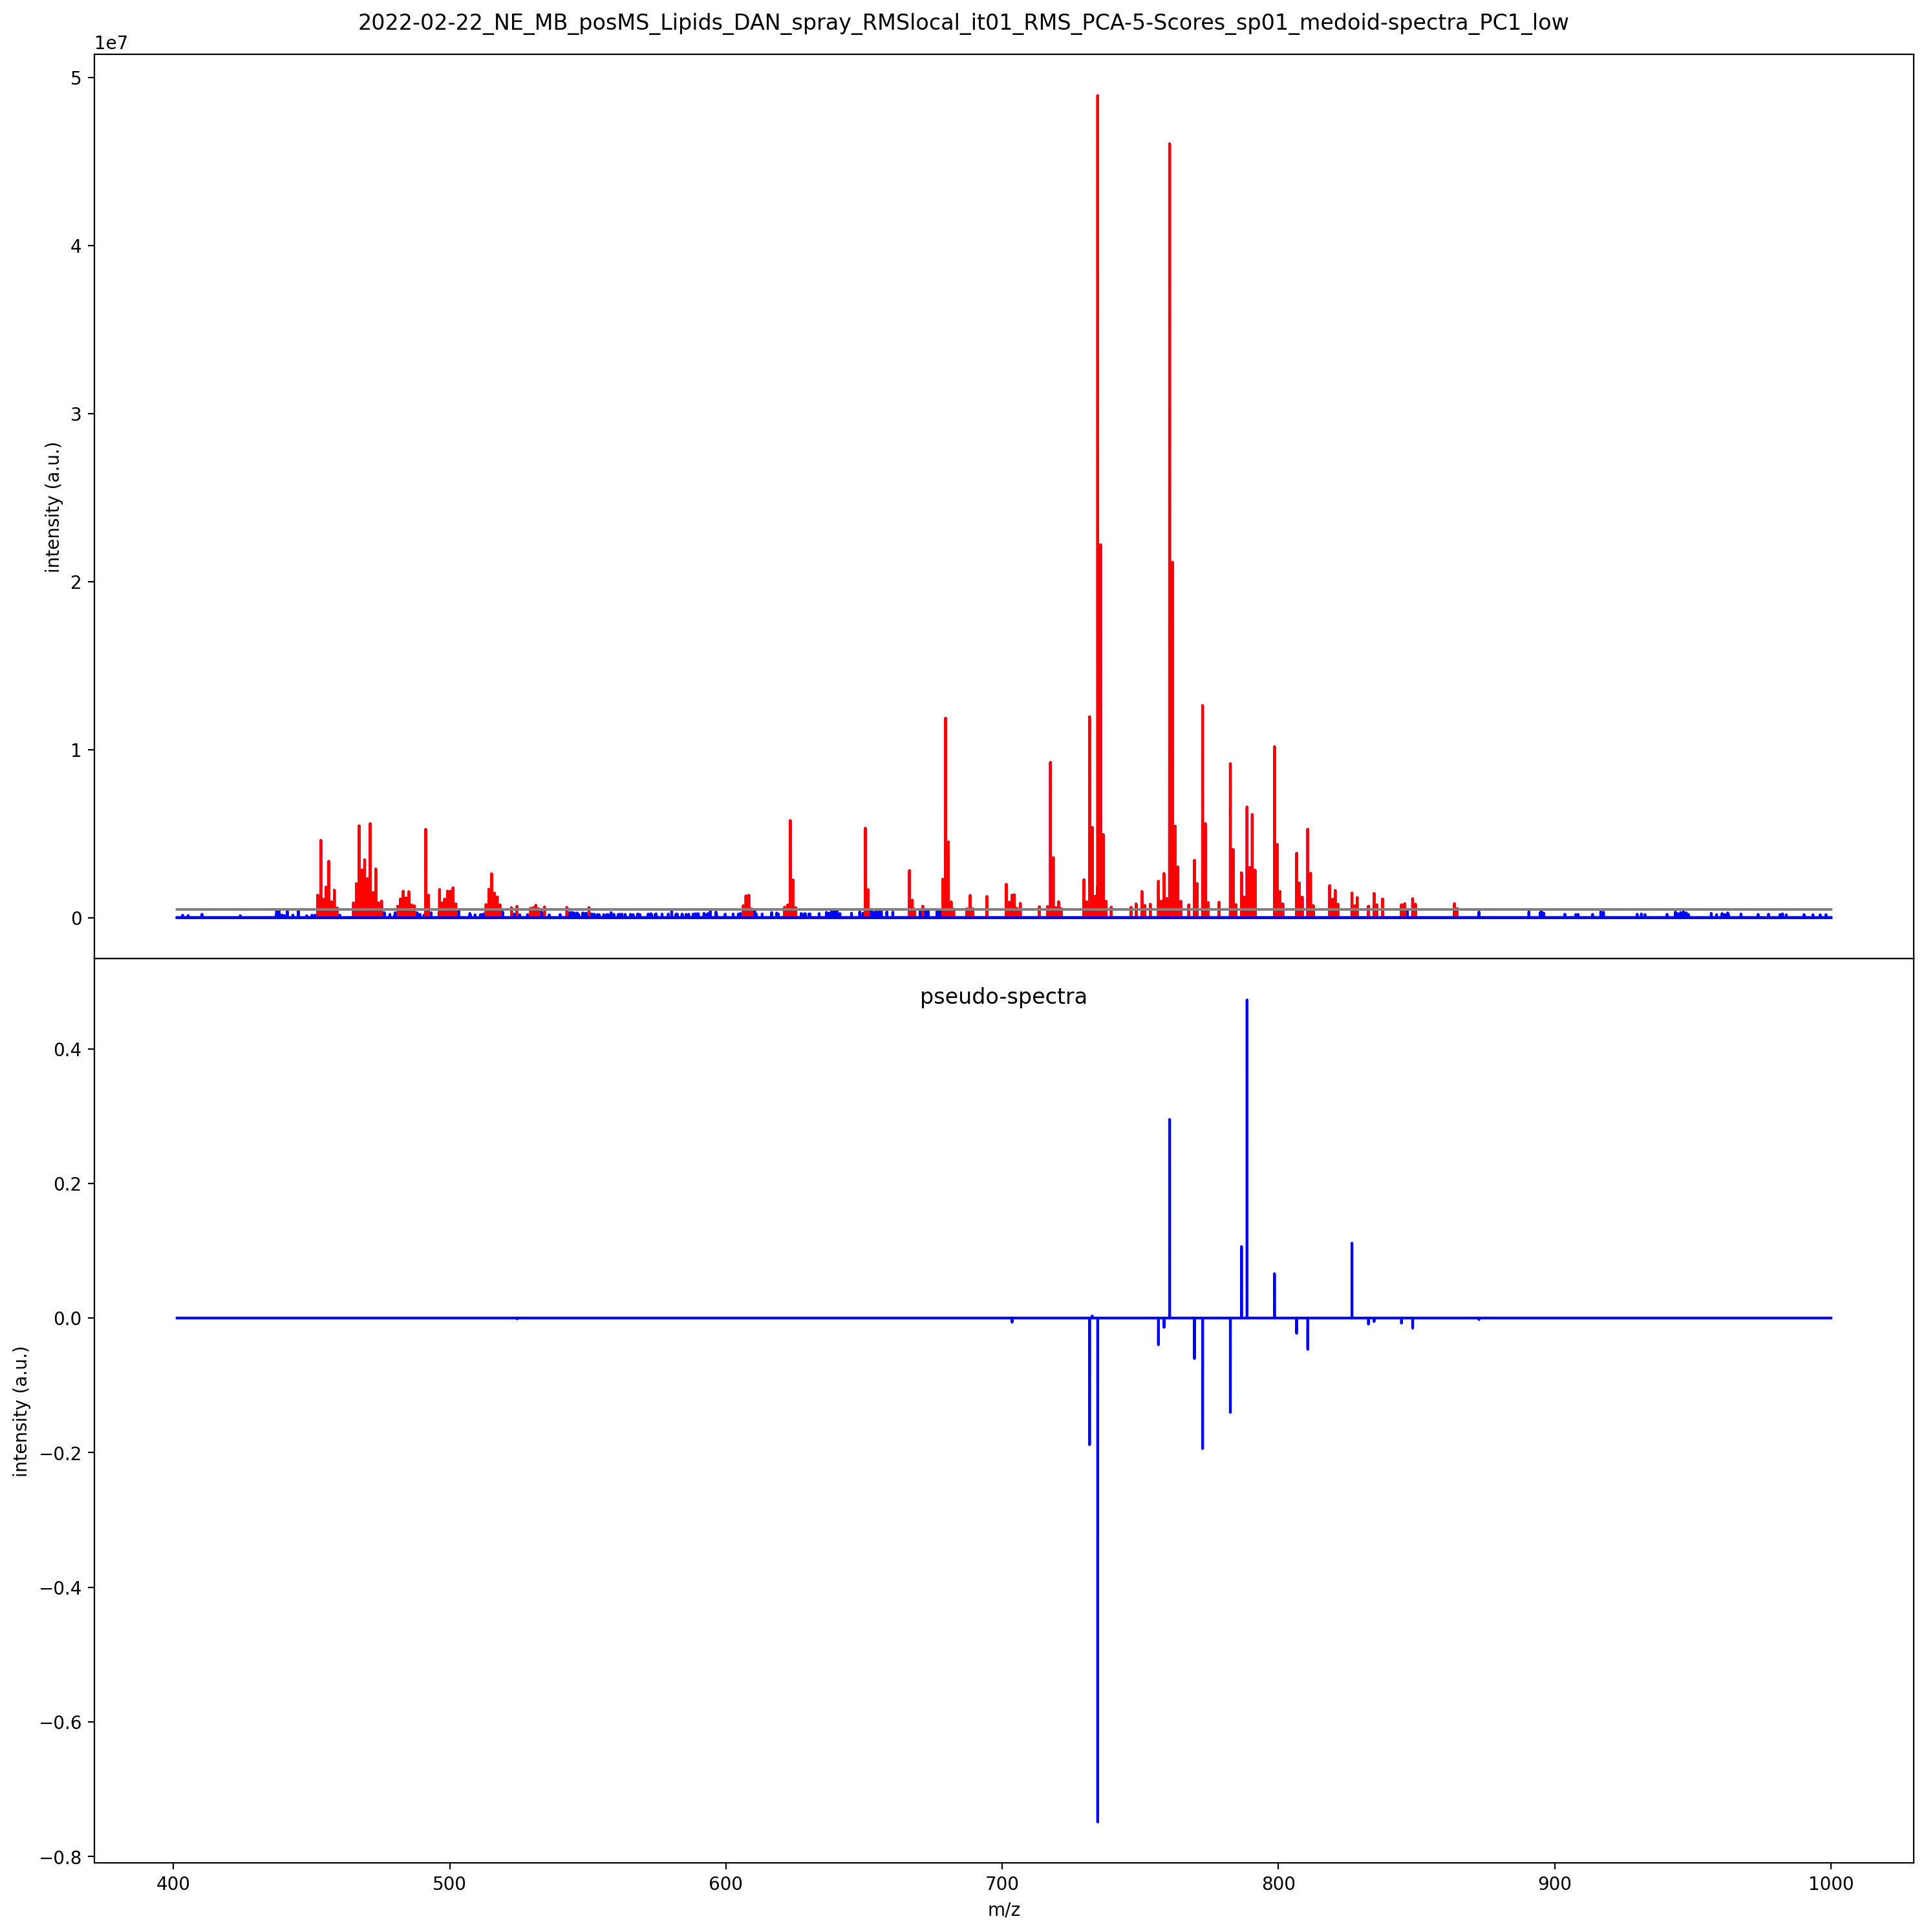 2022-02-22_NE_MB_posMS_Lipids_DAN_spray_RMSlocal_it01_RMS_PCA-5-Scores_sp01_medoid-spectra_PC1_low
1e7
5
4
3
2
1
0
intensity (a.u.)
pseudo-spectra
0.4
0.2
0.0
−0.2
−0.4
−0.6
−0.8
intensity (a.u.)
400 500 600 700 800 900 1000
m/z